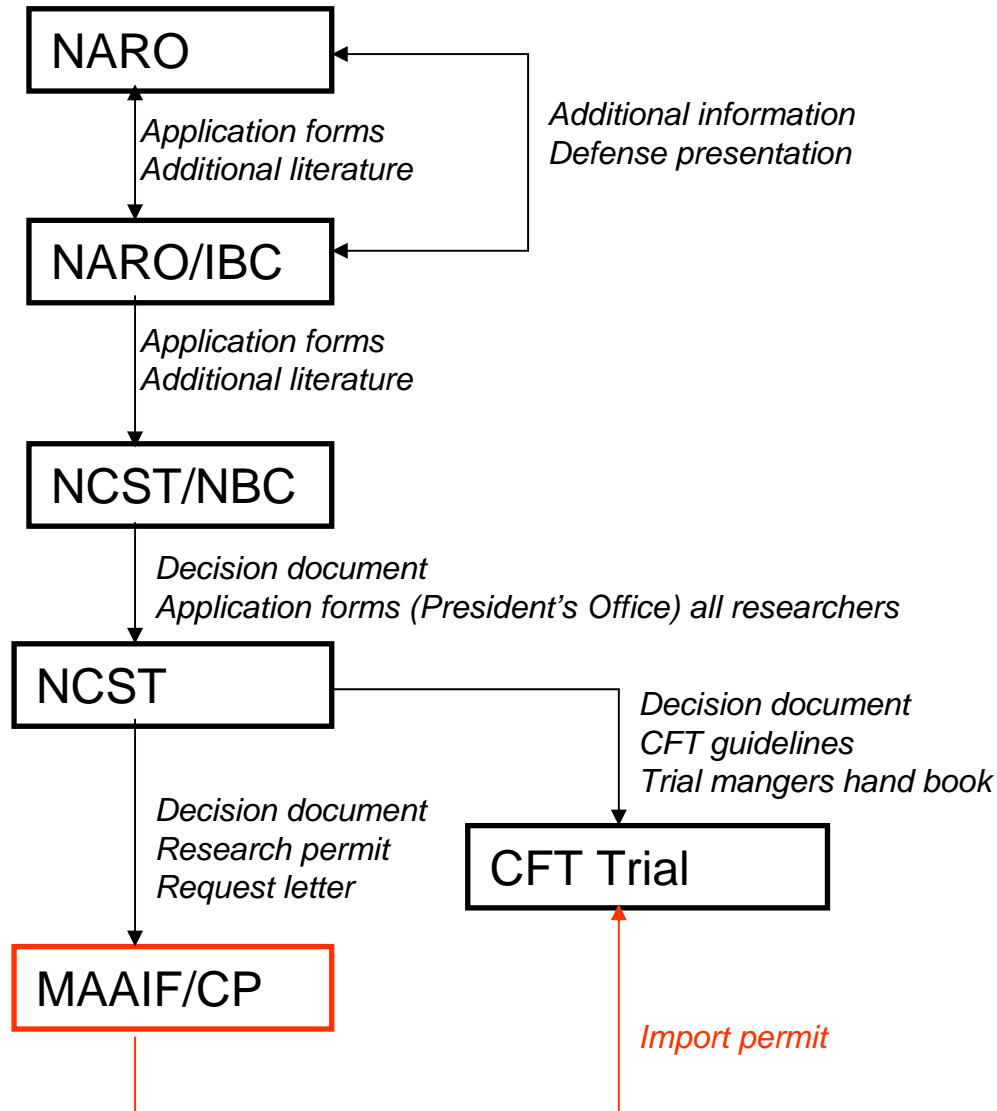 NARO
Application forms
Additional literature
Additional information
Defense presentation
NARO/IBC
Application forms
Additional literature
NCST/NBC
Decision document
Application forms (President's Office) all researchers
NCST
Decision document
CFT guidelines
Trial mangers hand book
Decision document
Research permit
Request letter
CFT Trial
MAAIF/CP
Import permit